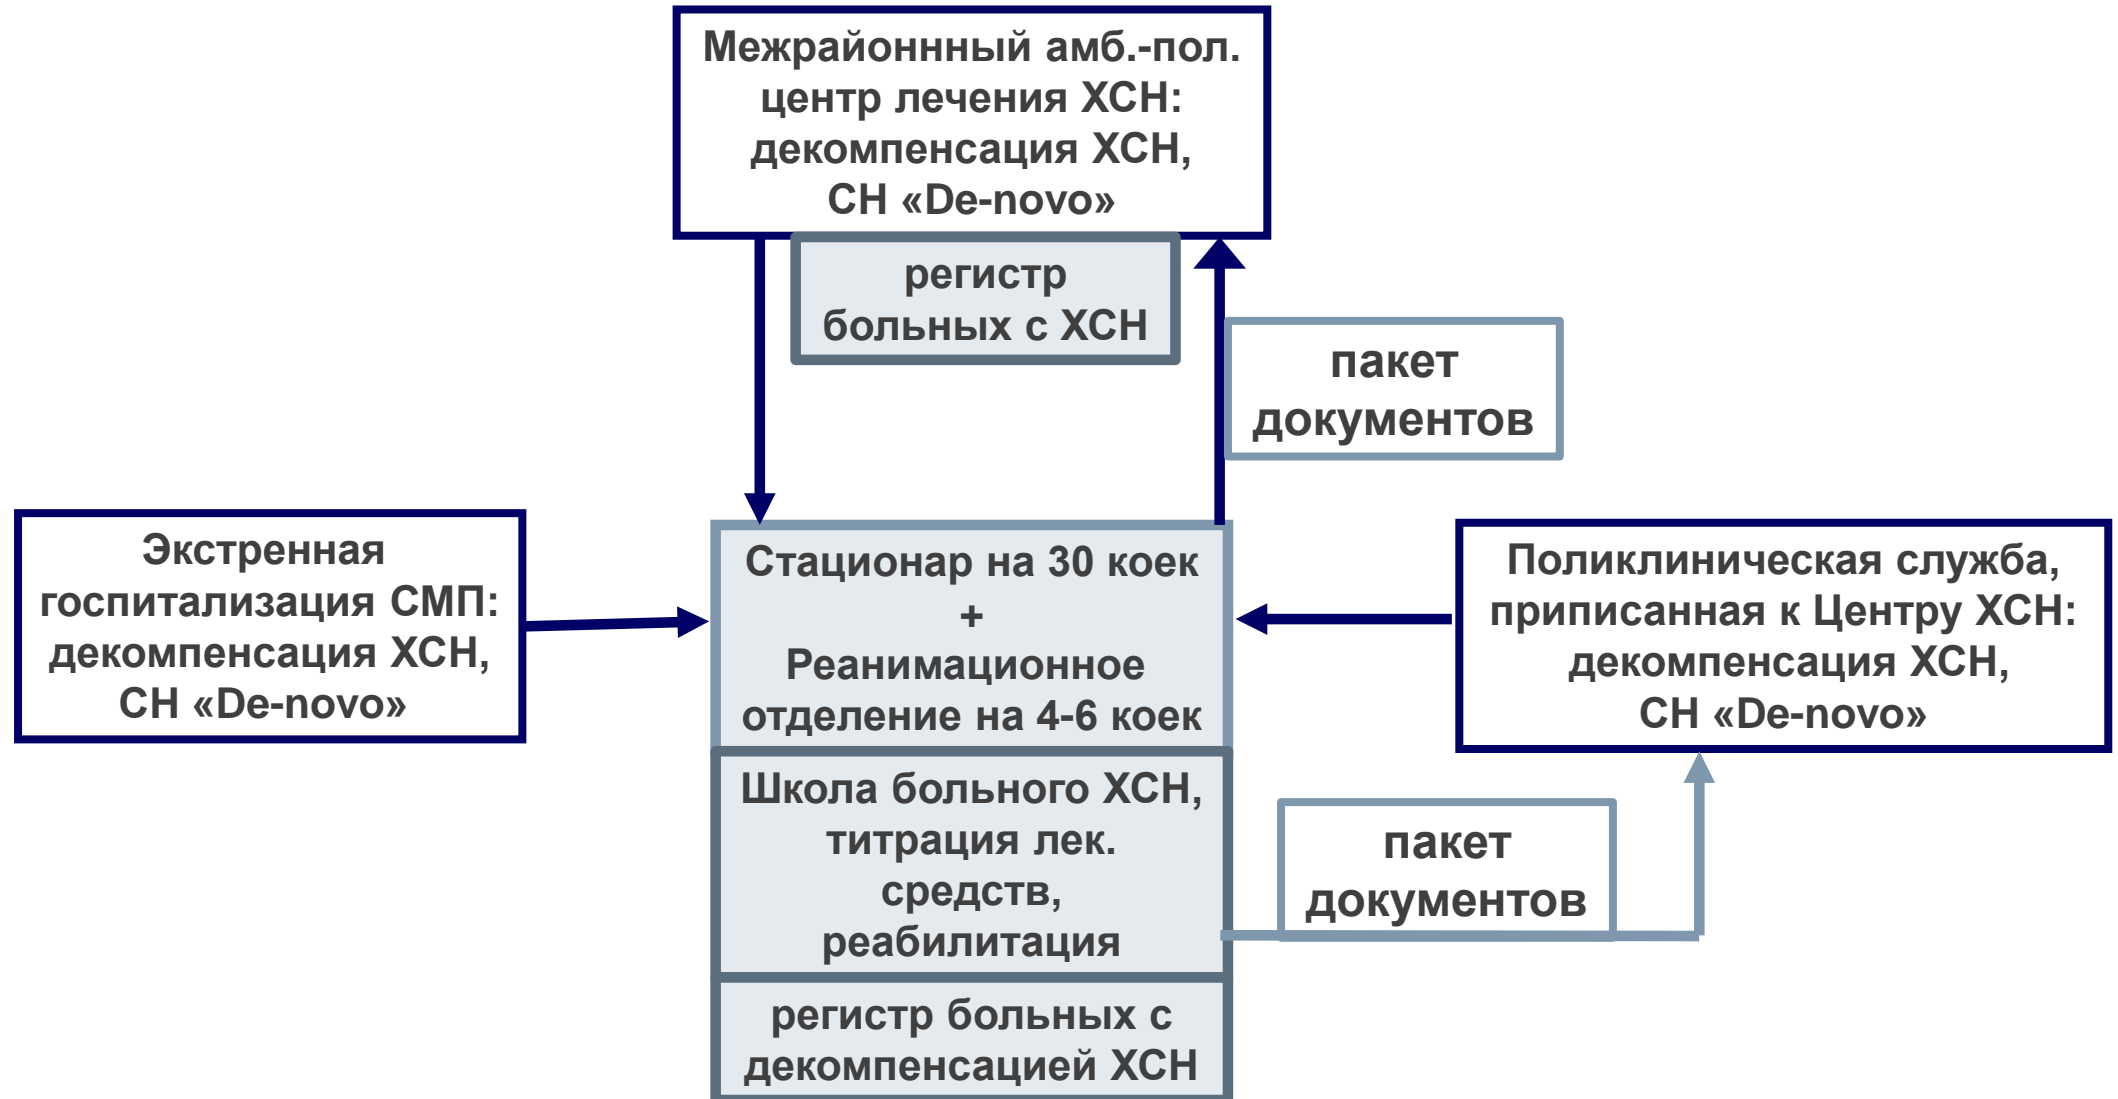 Межрайоннный амб.-пол.
центр лечения ХСН:
декомпенсация ХСН,
СН «De-novo»
регистр
больных с ХСН
пакет
документов
Экстренная
госпитализация СМП:
декомпенсация ХСН,
СН «De-novo»
Стационар на 30 коек
+
Реанимационное
отделение на 4-6 коек
Поликлиническая служба,
приписанная к Центру ХСН:
декомпенсация ХСН,
СН «De-novo»
Школа больного ХСН,
титрация лек.
средств,
реабилитация
пакет
документов
регистр больных с
декомпенсацией ХСН